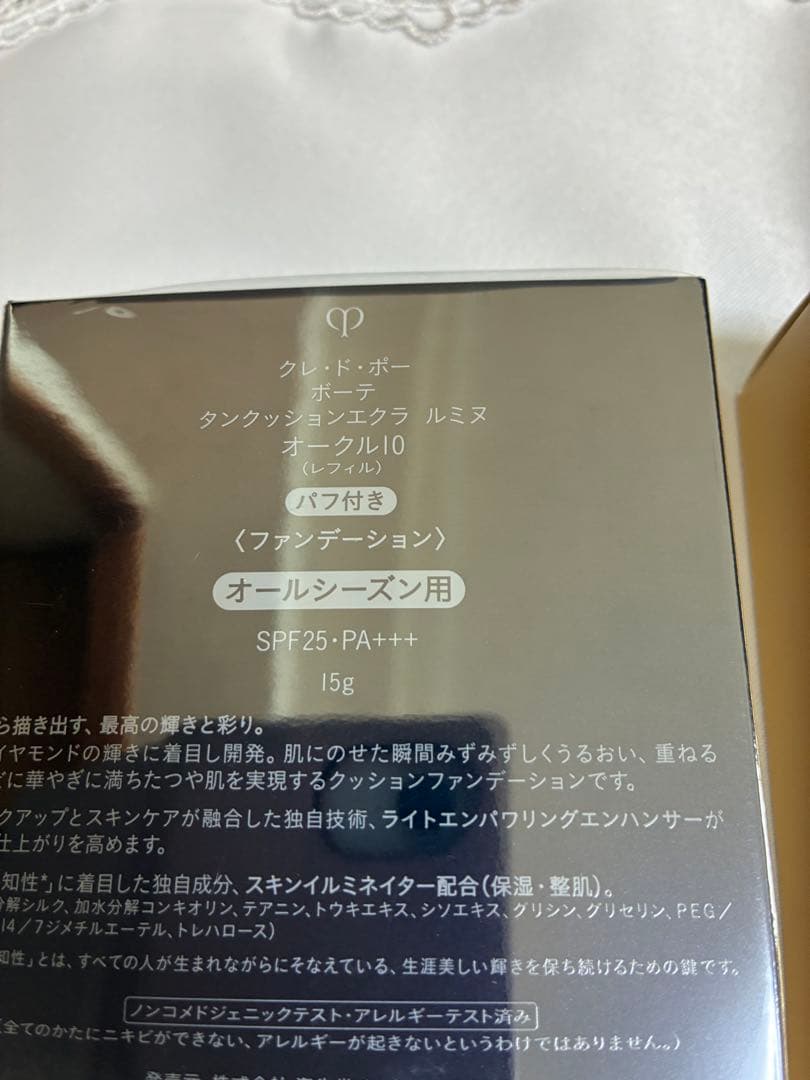 クレ・ド・ポー
ボーテ
タンクッションエクラ ルミヌ
オークル10
(レフィル)
パフ付き
〈ファンデーション〉
オールシーズン用
SPF25・PA+++
15g
ら描き出す、最高の輝きと彩り。
イヤモンドの輝きに着目し開発。肌にのせた瞬間みずみずしくうるおい、重ねる
どに華やぎに満ちたつや肌を実現するクッションファンデーションです。
クアップとスキンケアが融合した独自技術、ライトエンパワリングエンハンサーが
仕上がりを高めます。
知性*」に着目した独自成分、スキンイルミネイター配合(保湿・整肌)。
分解シルク、加水分解コンキオリン、テアニン、トウキエキス、シソエキス、グリシン、グリセリン、PEG/
14/7ジメチルエーテル、トレハロース)
知性」とは、すべての人が生まれながらにそなえている、生涯美しい輝きを保ち続けるための鍵です。
ノンコメドジェニックテスト・アレルギーテスト済み
(全てのかたにニキビができない、アレルギーが起きないというわけではありません。)
発売元 株式会社